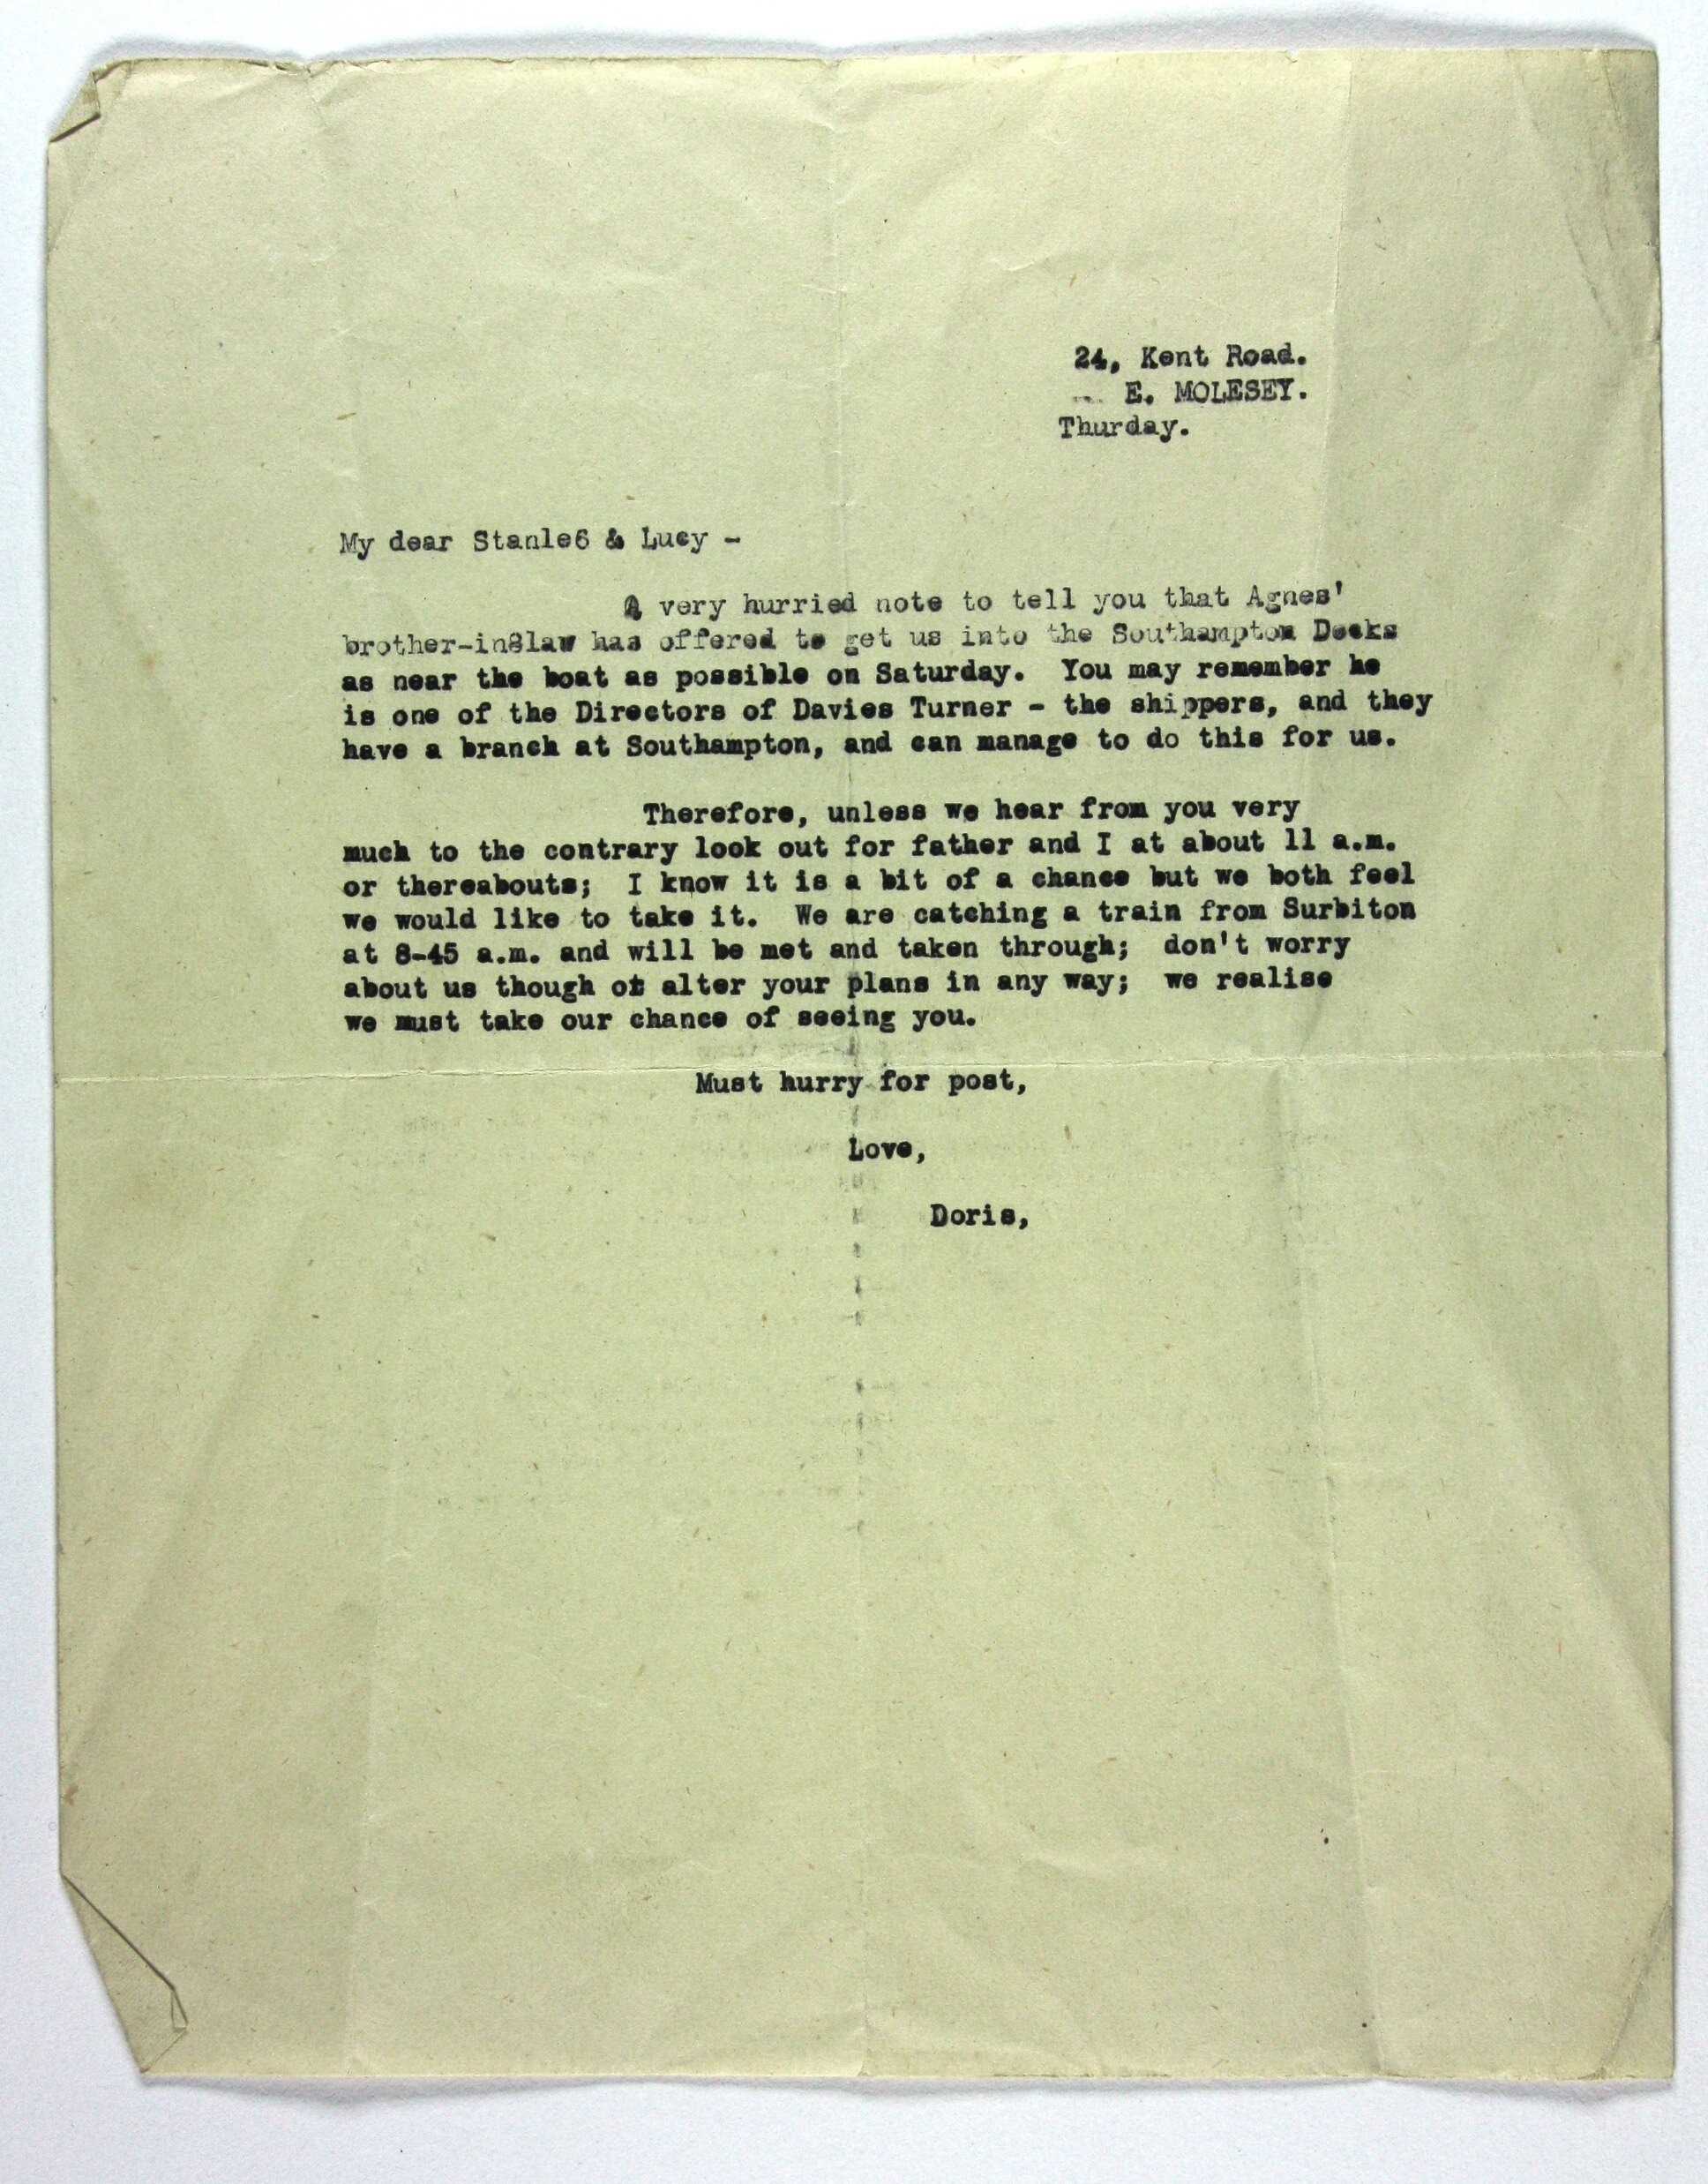 24, Kent Road.
E. MOLESEY.
Thurday.
My dear Stanle6 & Lucy -
A very hurried note to tell you that Agnes'
brother-in8law has offered to get us into the Southampton Docks
as near the boat as possible on Saturday. You may remember he
is one of the Directors of Davies Turner - the shippers, and they
have a branch at Southampton, and can manage to do this for us.
Therefore, unless we hear from you very
much to the contrary look out for father and I at about 11 a.m.
or thereabouts; I know it is a bit of a chance but we both feel
we would like to take it. We are catching a train from Surbiton
at 8-45 a.m. and will be met and taken through; don't worry
about us though or alter your plans in any way; we realise
we must take our chance of seeing you.
Must hurry for post,
Love,
Doris,